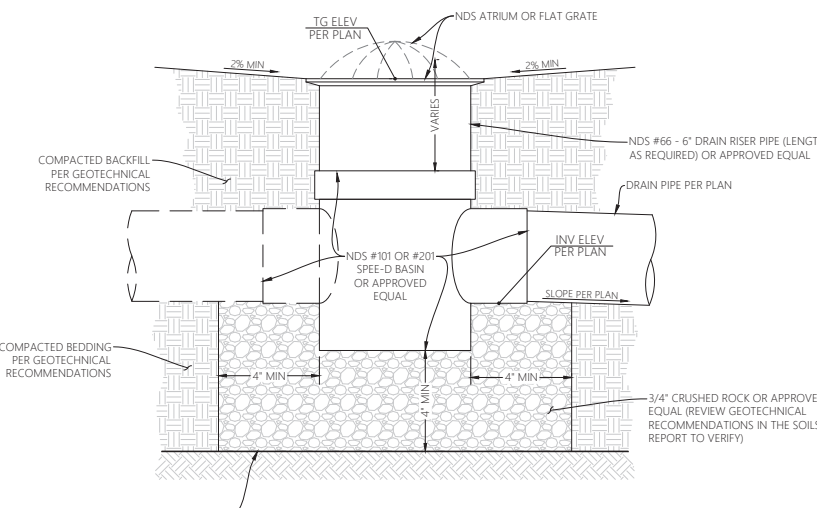 NDS ATRIUM OR FLAT GRATE
TG ELEV
PER PLAN
2% MIN
2% MIN
VARIES
NDS #66 - 6" DRAIN RISER PIPE (LENGT
AS REQUIRED) OR APPROVED EQUAL
COMPACTED BACKFILL
PER GEOTECHNICAL
RECOMMENDATIONS
DRAIN PIPE PER PLAN
INV ELEV
PER PLAN
NDS #101 OR #201
SPEE-D BASIN
OR APPROVED
EQUAL
SLOPE PER PLAN
COMPACTED BEDDING
PER GEOTECHNICAL
RECOMMENDATIONS
4" MIN
4" MIN
4" MIN
3/4" CRUSHED ROCK OR APPROVE
EQUAL (REVIEW GEOTECHNICAL
RECOMMENDATIONS IN THE SOILS
REPORT TO VERIFY)